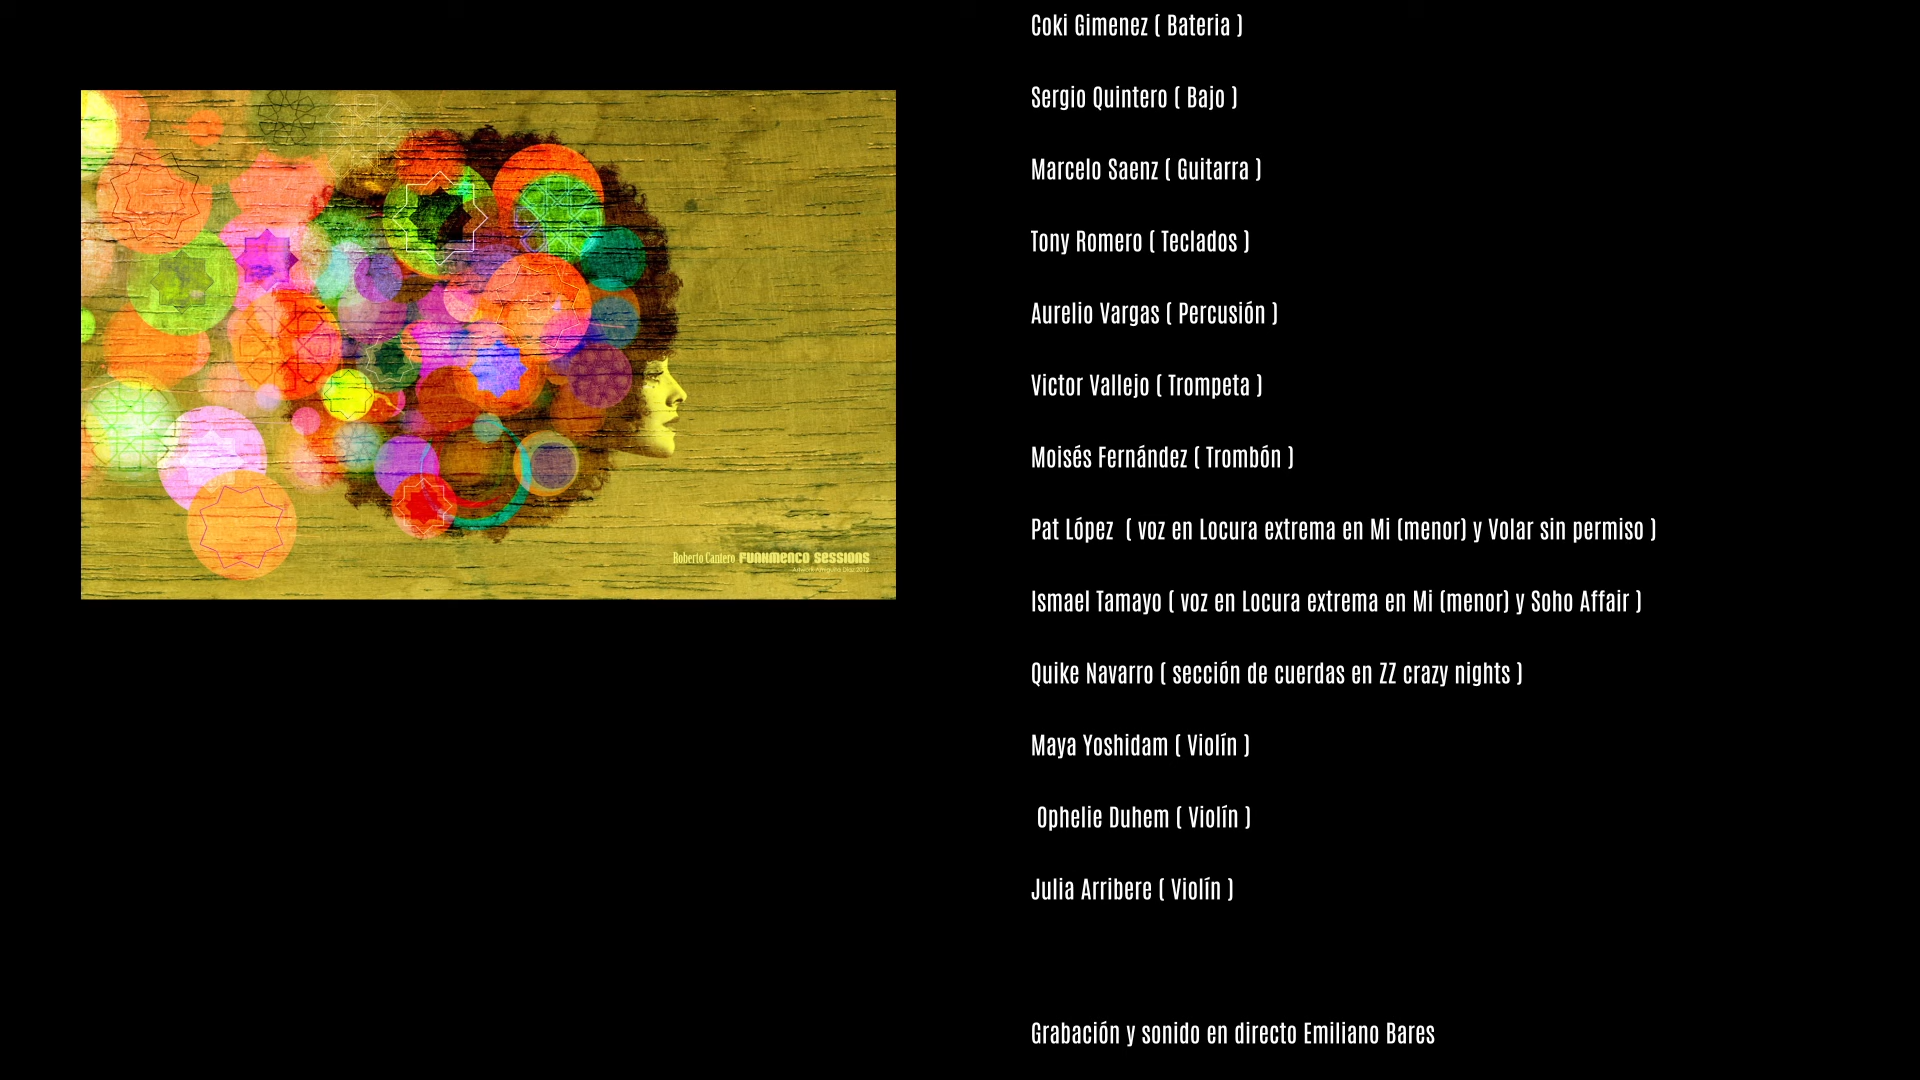 Coki Gimenez ( Bateria )
Sergio Quintero ( Bajo )
Marcelo Saenz ( Guitarra )
Tony Romero ( Teclados )
Aurelio Vargas ( Percusión )
Victor Vallejo ( Trompeta )
Moisés Fernández ( Trombón )
Pat López  ( voz en Locura extrema en Mi (menor) y Volar sin permiso )
Ismael Tamayo ( voz en Locura extrema en Mi (menor) y Soho Affair )
Quike Navarro ( sección de cuerdas en ZZ crazy nights )
Maya Yoshidam ( Violín )
Ophelie Duhem ( Violín )
Julia Arribere ( Violín )
Grabación y sonido en directo Emiliano Bares
Roberto Cantero FUNKMENCO SESSIONS